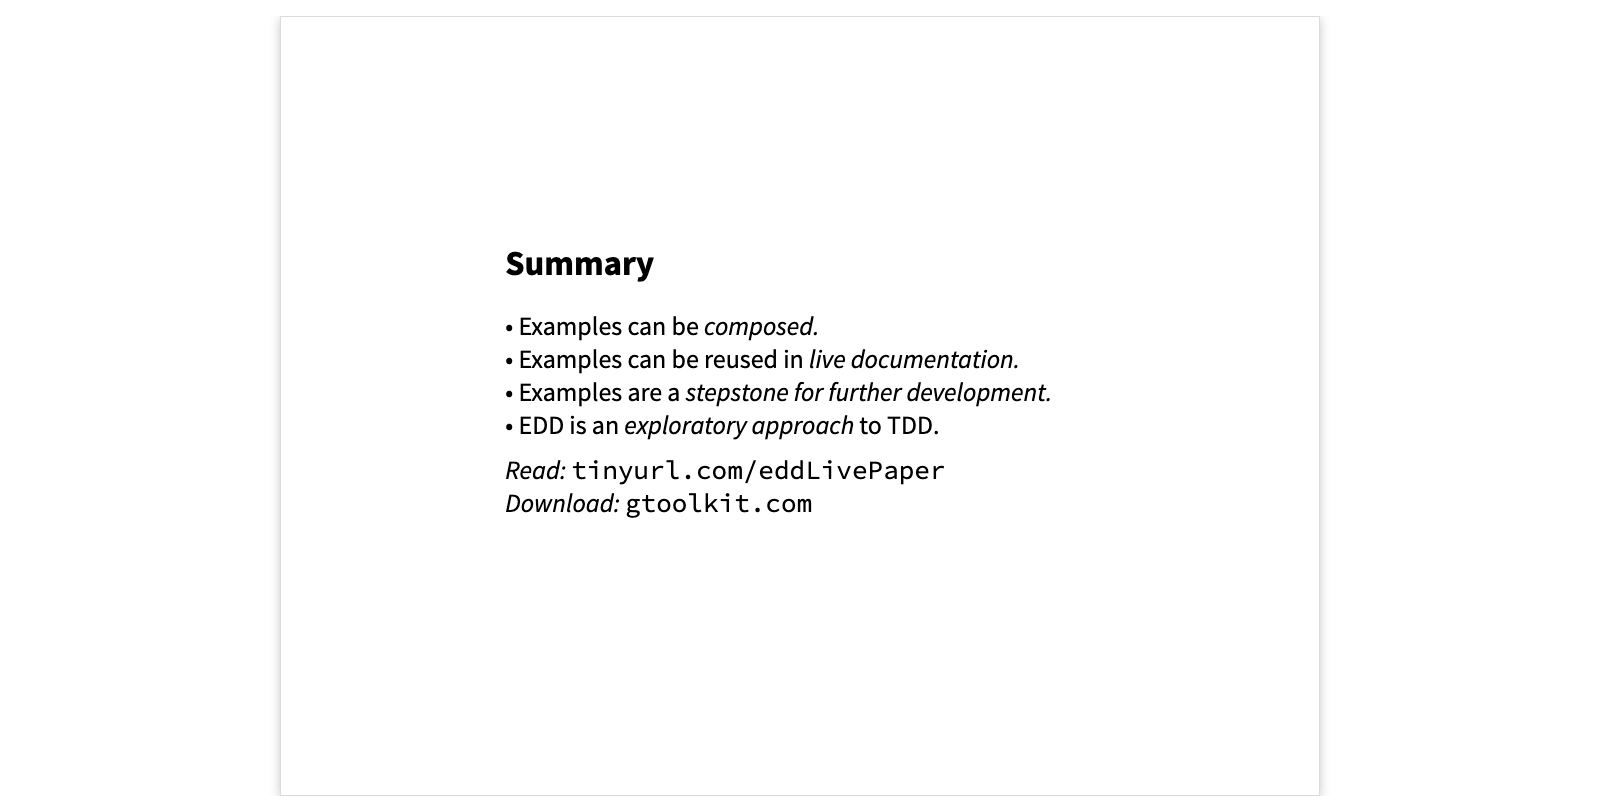 Summary
• Examples can be composed.
• Examples can be reused in live documentation.
• Examples are a stepstone for further development.
• EDD is an exploratory approach to TDD.
Read: tinyurl.com/eddLivePaper
Download: gtoolkit.com